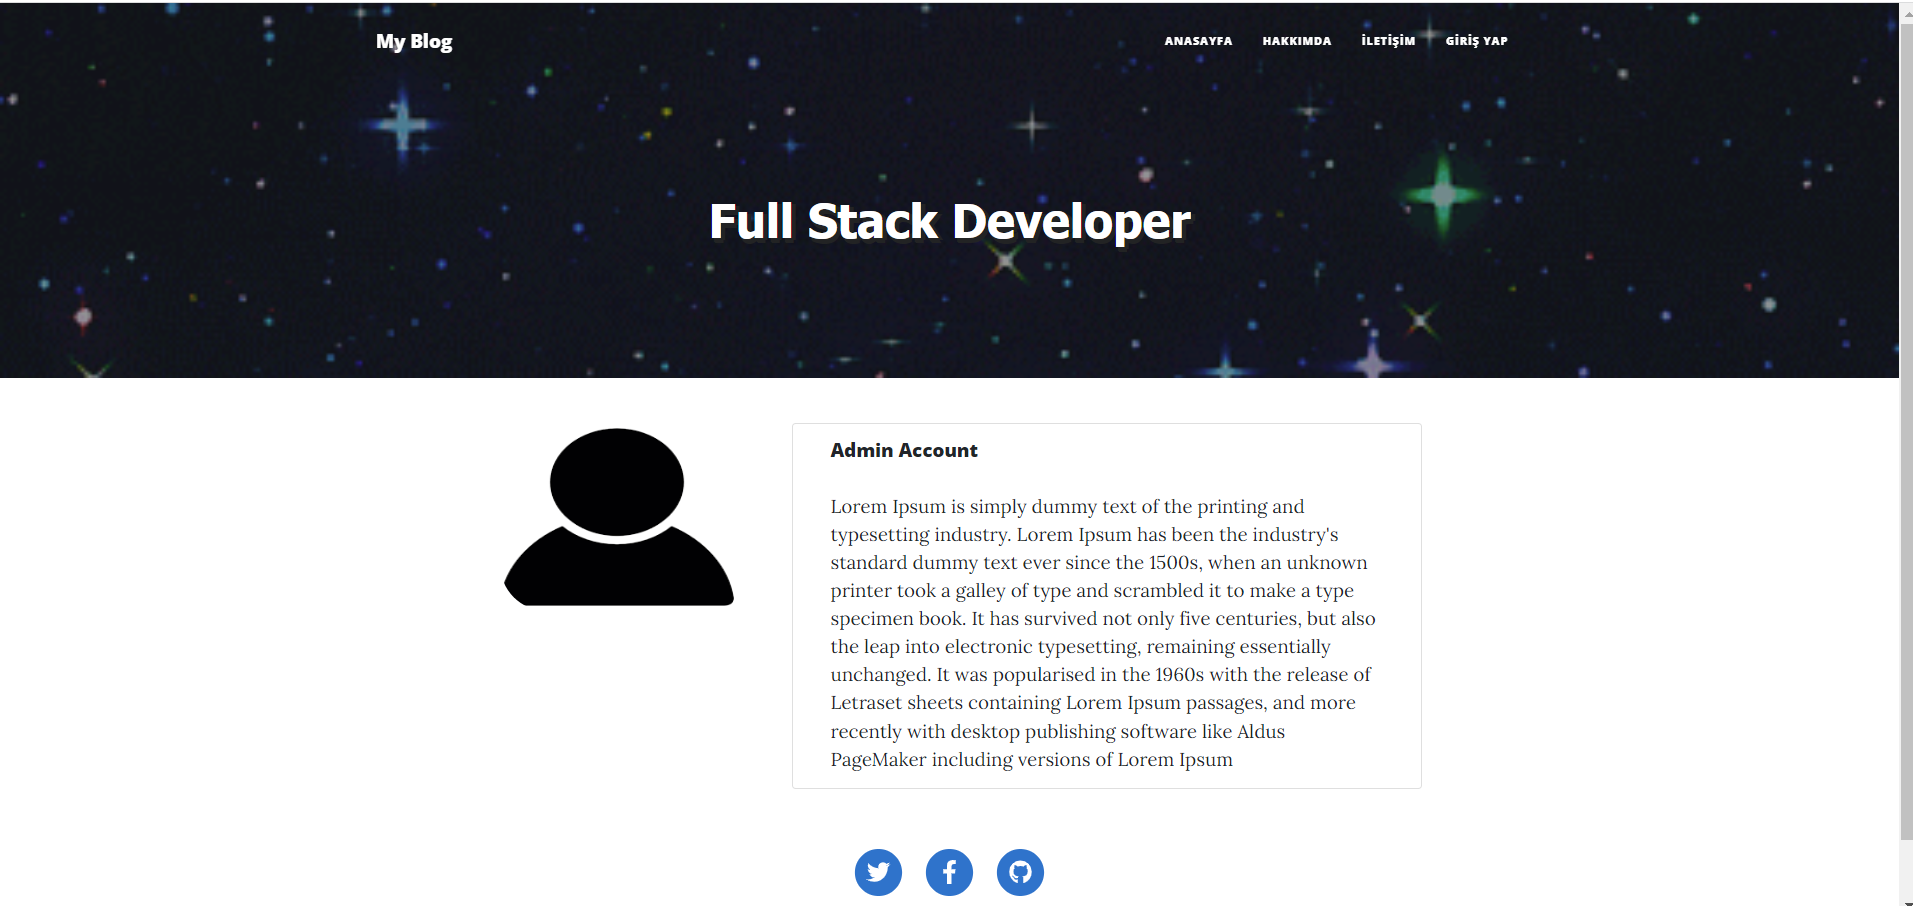 My Blog
ANASAYFA HAKKIMDA İLETİŞİM GİRİŞ YAP
Full Stack Developer
Admin Account
Lorem Ipsum is simply dummy text of the printing and
typesetting industry. Lorem Ipsum has been the industry's
standard dummy text ever since the 1500s, when an unknown
printer took a galley of type and scrambled it to make a type
specimen book. It has survived not only five centuries, but also
the leap into electronic typesetting, remaining essentially
unchanged. It was popularised in the 1960s with the release of
Letraset sheets containing Lorem Ipsum passages, and more
recently with desktop publishing software like Aldus
PageMaker including versions of Lorem Ipsum